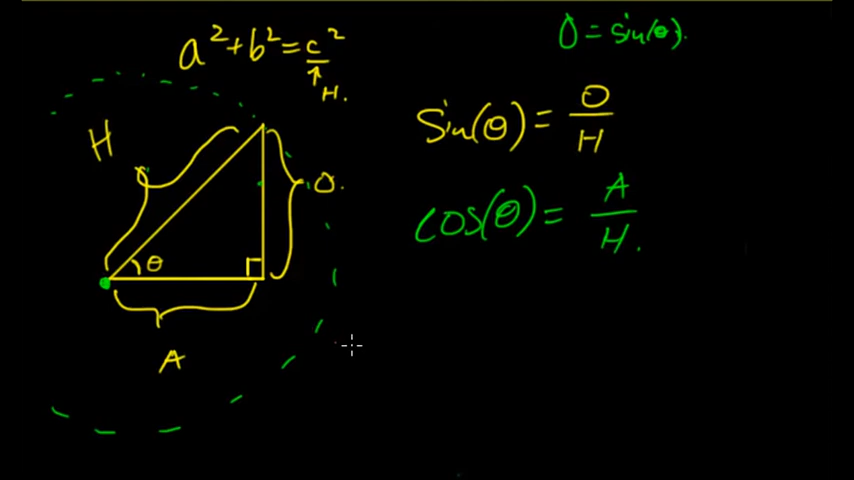 a²+b²=c²
↑
H.
O=sin(θ).
sin(θ)= O/H
cos(θ)= A/H.
H
O.
θ
A